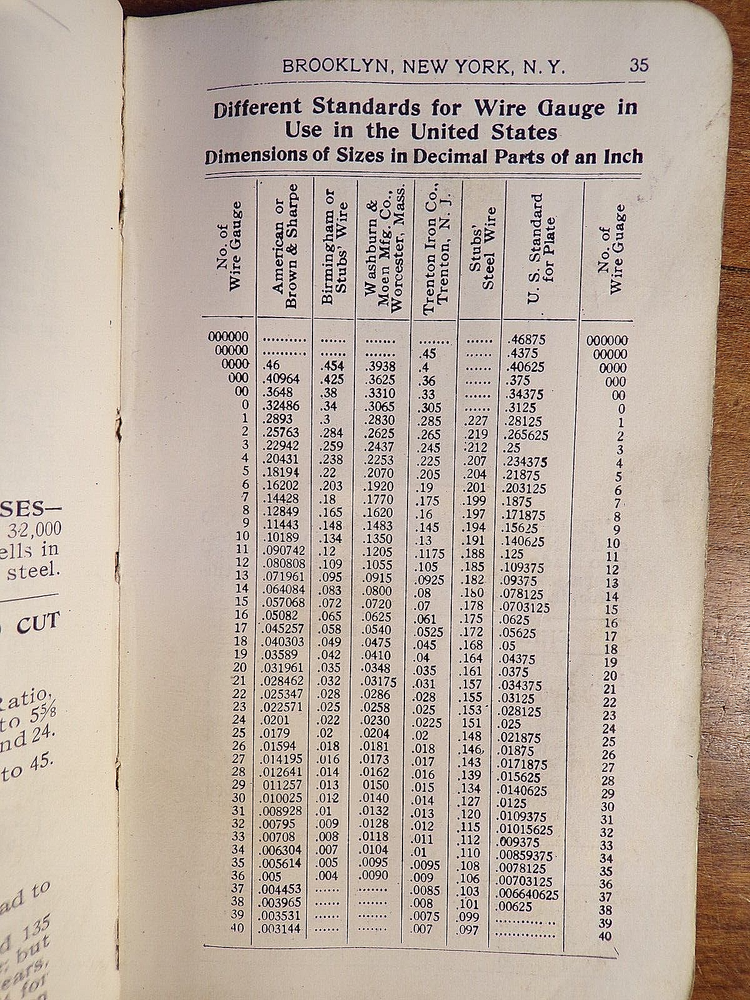 SES—
32,000
ells in
steel.
CUT
Ratio,
to 5⅝
nd 24.
to 45.
ad to
d 135
; but
ears,
for
BROOKLYN, NEW YORK, N. Y. 35
Different Standards for Wire Gauge in
Use in the United States
Dimensions of Sizes in Decimal Parts of an Inch
No. of Wire Gauge | American or Brown & Sharpe | Birmingham or Stubs' Wire | Washburn & Moen Mfg. Co., Worcester, Mass. | Trenton Iron Co., Trenton, N. J. | Stubs' Steel Wire | U. S. Standard for Plate | No. of Wire Guage
000000 .......... ...... ....... ....... ...... .46875 000000
00000 .......... ...... ....... .45 ...... .4375 00000
0000 .46 .454 .3938 .4 ...... .40625 0000
000 .40964 .425 .3625 .36 ...... .375 000
00 .3648 .38 .3310 .33 ...... .34375 00
0 .32486 .34 .3065 .305 ...... .3125 0
1 .2893 .3 .2830 .285 .227 .28125 1
2 .25763 .284 .2625 .265 .219 .265625 2
3 .22942 .259 .2437 .245 .212 .25 3
4 .20431 .238 .2253 .225 .207 .234375 4
5 .18194 .22 .2070 .205 .204 .21875 5
6 .16202 .203 .1920 .19 .201 .203125 6
7 .14428 .18 .1770 .175 .199 .1875 7
8 .12849 .165 .1620 .16 .197 .171875 8
9 .11443 .148 .1483 .145 .194 .15625 9
10 .10189 .134 .1350 .13 .191 .140625 10
11 .090742 .12 .1205 .1175 .188 .125 11
12 .080808 .109 .1055 .105 .185 .109375 12
13 .071961 .095 .0915 .0925 .182 .09375 13
14 .064084 .083 .0800 .08 .180 .078125 14
15 .057068 .072 .0720 .07 .178 .0703125 15
16 .05082 .065 .0625 .061 .175 .0625 16
17 .045257 .058 .0540 .0525 .172 .05625 17
18 .040303 .049 .0475 .045 .168 .05 18
19 .03589 .042 .0410 .04 .164 .04375 19
20 .031961 .035 .0348 .035 .161 .0375 20
21 .028462 .032 .03175 .031 .157 .034375 21
22 .025347 .028 .0286 .028 .155 .03125 22
23 .022571 .025 .0258 .025 .153 .028125 23
24 .0201 .022 .0230 .0225 151 .025 24
25 .0179 .02 .0204 .02 .148 .021875 25
26 .01594 .018 .0181 .018 .146 .01875 26
27 .014195 .016 .0173 .017 .143 .0171875 27
28 .012641 .014 .0162 .016 .139 .015625 28
29 .011257 .013 .0150 .015 .134 .0140625 29
30 .010025 .012 .0140 .014 .127 .0125 30
31 .008928 .01 .0132 .013 .120 .0109375 31
32 .00795 .009 .0128 .012 .115 .01015625 32
33 .00708 .008 .0118 .011 .112 .009375 33
34 .006304 .007 .0104 .01 .110 .00859375 34
35 .005614 .005 .0095 .0095 .108 .0078125 35
36 .005 .004 .0090 .009 .106 .00703125 36
37 .004453 ...... ....... .0085 .103 .006640625 37
38 .003965 ...... ....... .008 .101 .00625 38
39 .003531 ...... ....... .0075 .099 ............. 39
40 .003144 ...... ....... .007 .097 ............. 40